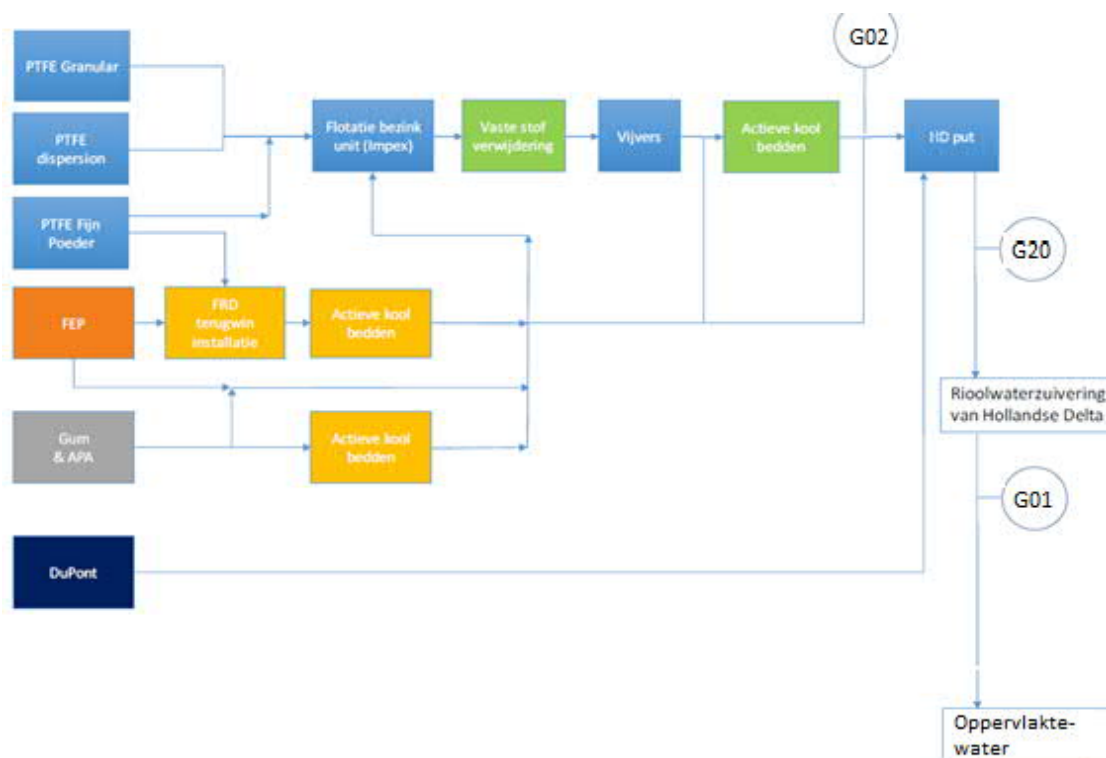 G02
PTFE Granular
PTFE
dispersion
Flotatie bezink
unit (Impex)
Vaste stof
verwijdering
Vijvers
Actieve kool
bedden
HD put
PTFE Fijn
Poeder
G20
FEP
FRD
terugwin
installatie
Actieve kool
bedden
Rioolwaterzuivering
van Hollandse Delta
Gum
& APA
Actieve kool
bedden
G01
DuPont
Oppervlakte-
water